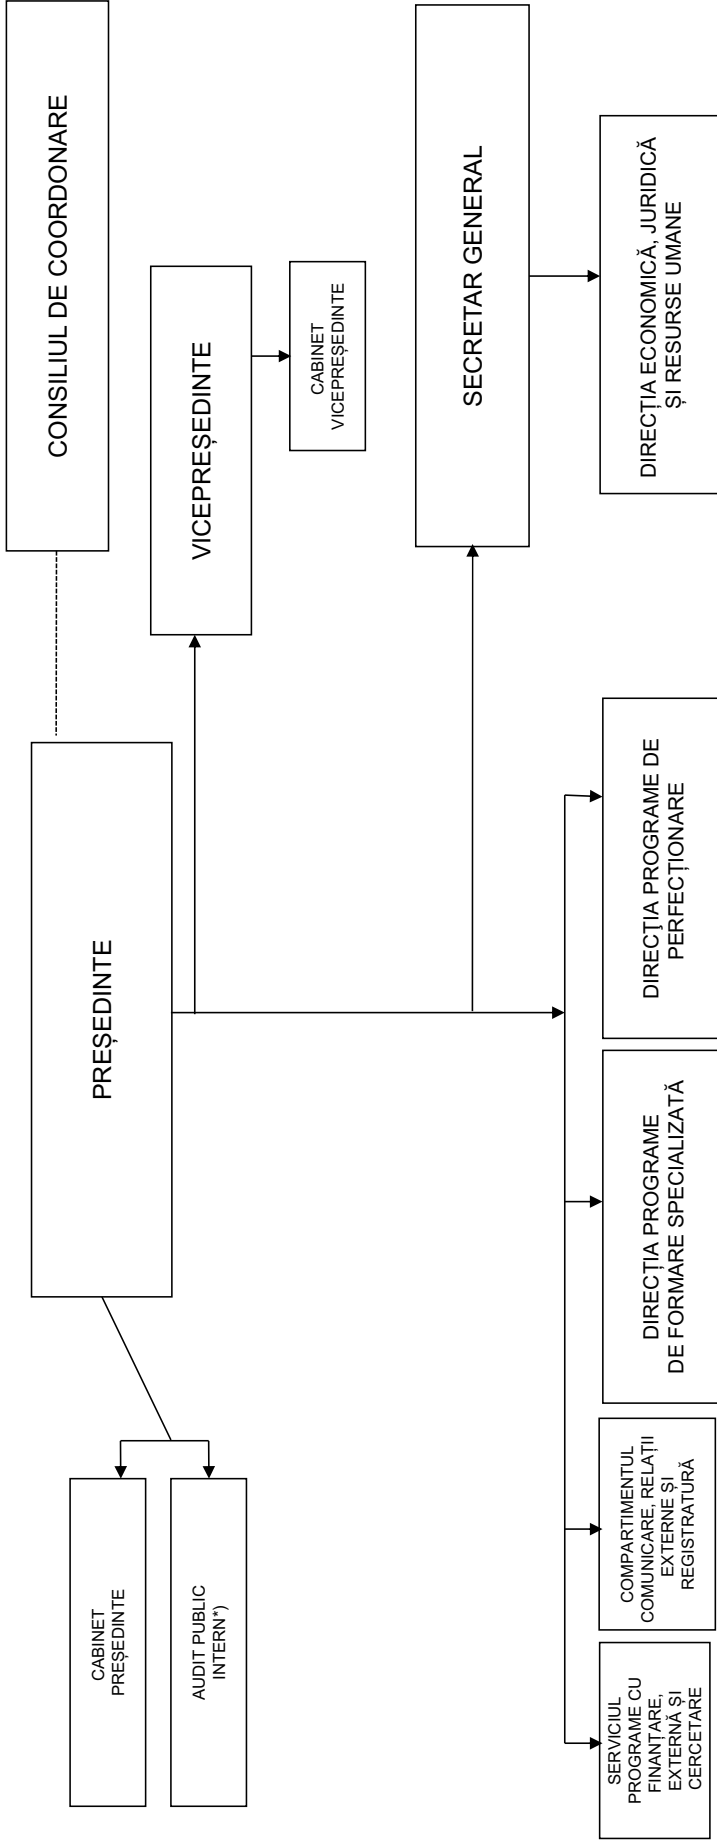 CONSILIUL DE COORDONARE
PREȘEDINTE
CABINET
PREȘEDINTE
AUDIT PUBLIC
INTERN*)
VICEPREȘEDINTE
CABINET
VICEPREȘEDINTE
SECRETAR GENERAL
SERVICIUL
PROGRAME CU
FINANȚARE,
EXTERNĂ ȘI
CERCETARE
COMPARTIMENTUL
COMUNICARE, RELAȚII
EXTERNE ȘI
REGISTRATURĂ
DIRECȚIA PROGRAME
DE FORMARE SPECIALIZATĂ
DIRECŢIA PROGRAME DE
PERFECȚIONARE
DIRECȚIA ECONOMICĂ, JURIDICĂ
ȘI RESURSE UMANE